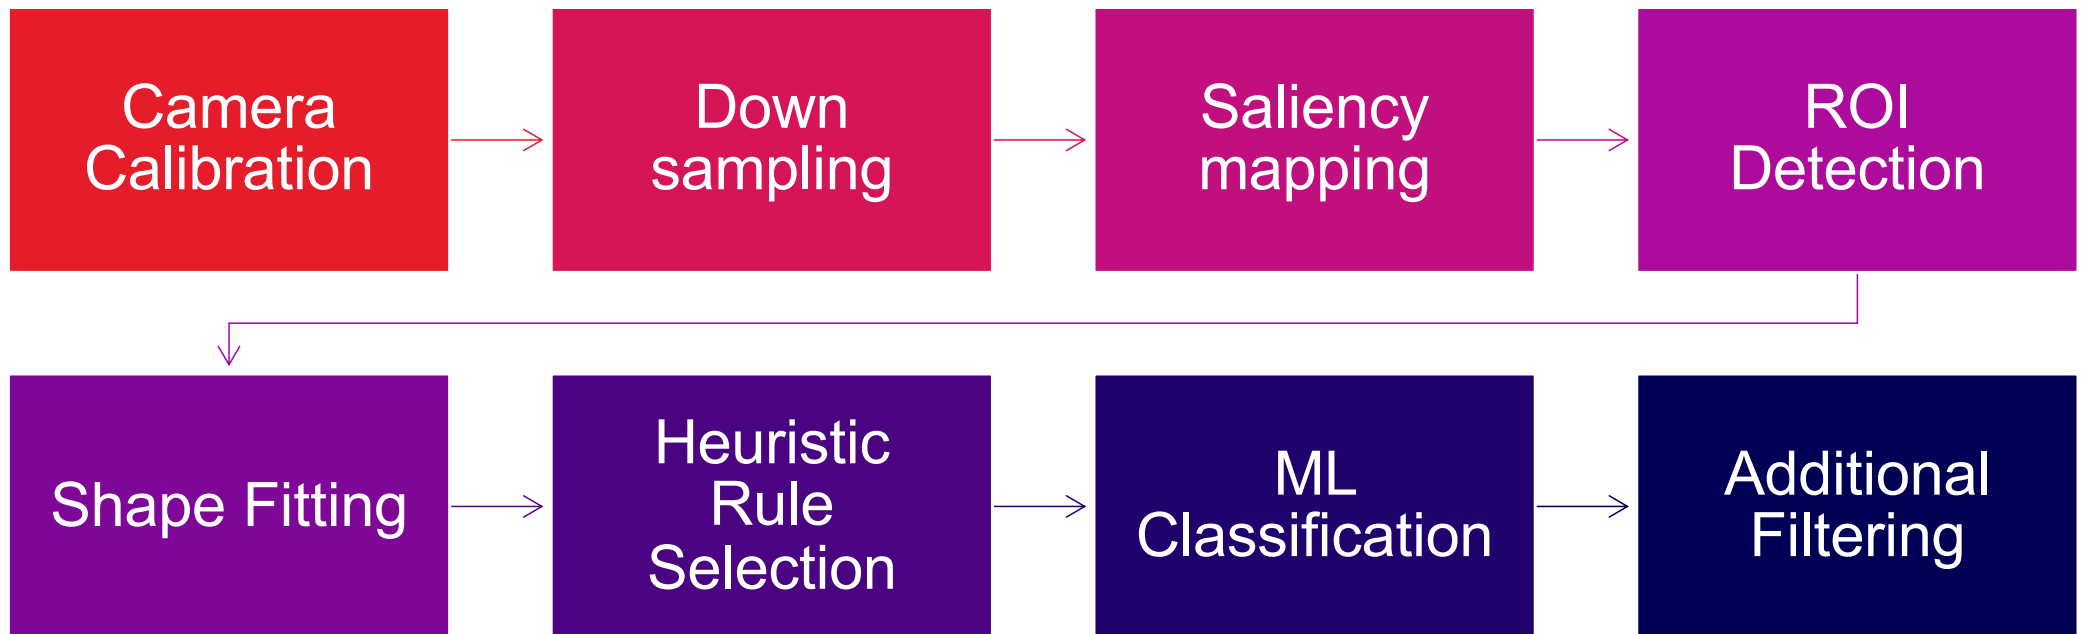 Camera
Calibration
Down
sampling
Saliency
mapping
ROI
Detection
Shape Fitting
Heuristic
Rule
Selection
ML
Classification
Additional
Filtering